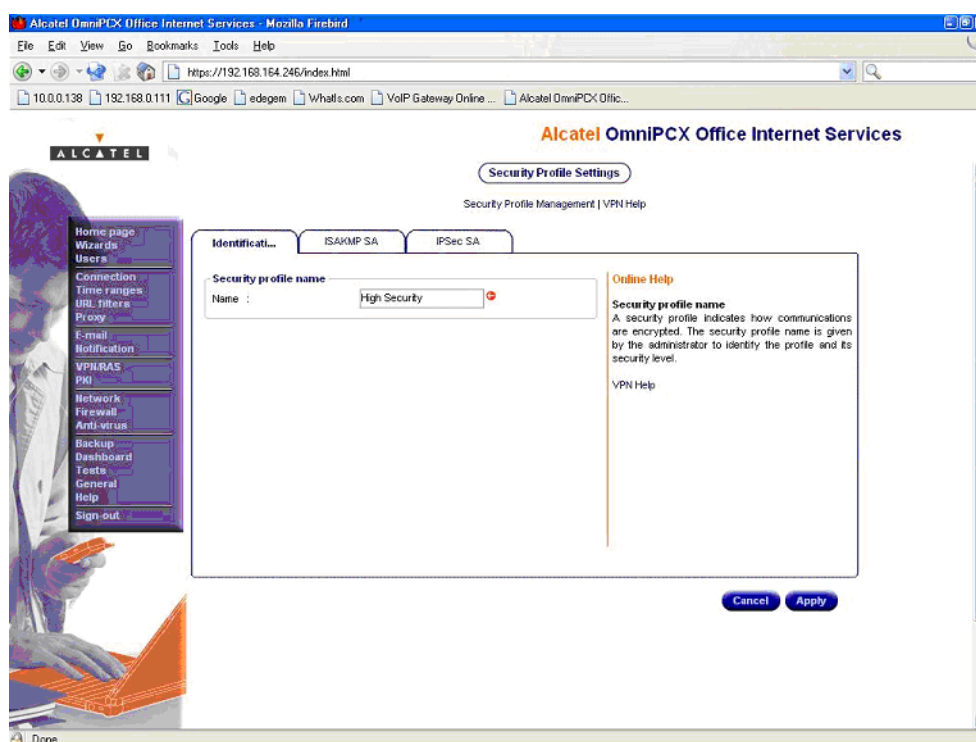 Alcatel OmniPCX Office Internet Services - Mozilla Firebird
File Edit View Go Bookmarks Tools Help
https://192.168.164.246/index.html
10.0.0.138 192.168.0.111 Google edegem WhatIs.com VoIP Gateway Online ... Alcatel OmniPCX Offic...
ALCATEL
Alcatel OmniPCX Office Internet Services
Security Profile Settings
Security Profile Management | VPN Help
Home page
Wizards
Users
Connection
Time ranges
URL filters
Proxy
E-mail
Notification
VPN/RAS
PKI
Network
Firewall
Anti-virus
Backup
Dashboard
Tests
General
Help
Sign-out
Identificati... ISAKMP SA IPSec SA
Security profile name
Name : High Security
Online Help
Security profile name
A security profile indicates how communications
are encrypted. The security profile name is given
by the administrator to identify the profile and its
security level.
VPN Help
Cancel Apply
Done